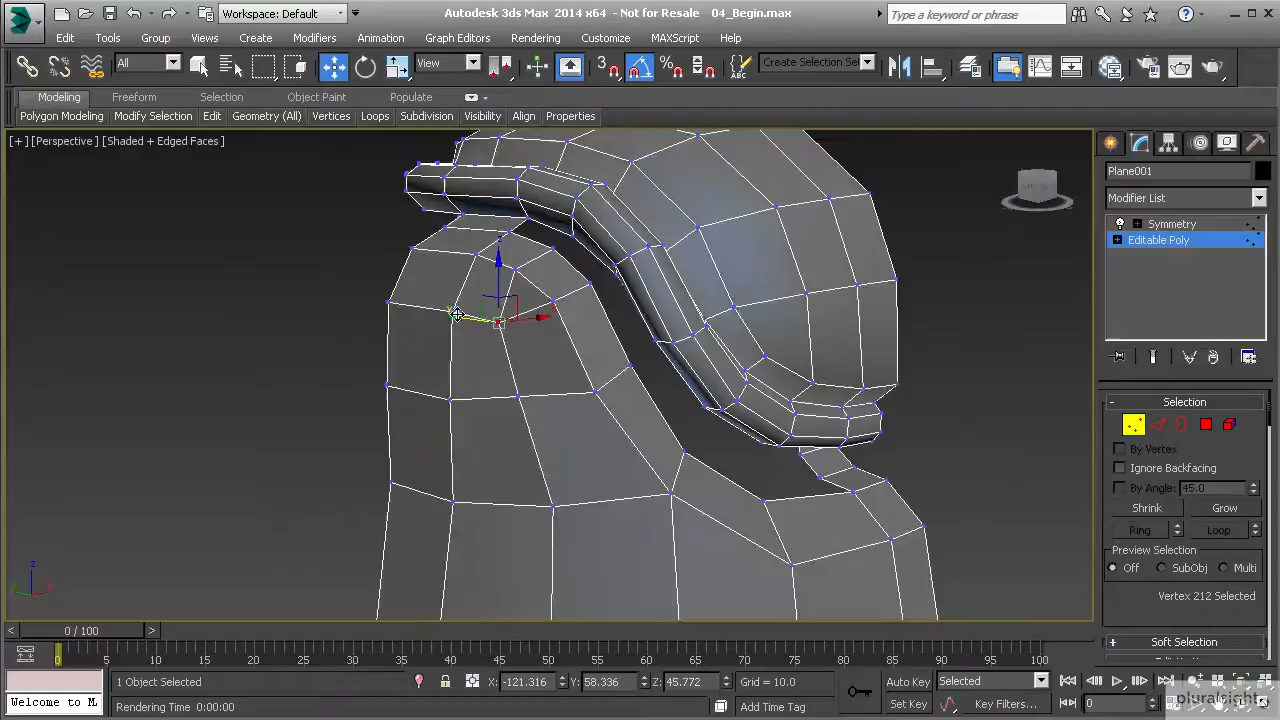 Workspace: Default
Autodesk 3ds Max 2014 x64 - Not for Resale 04_Begin.max
Type a keyword or phrase
Edit Tools Group Views Create Modifiers Animation Graph Editors Rendering Customize MAXScript Help
All View 3 Create Selection Se
Modeling Freeform Selection Object Paint Populate
Polygon Modeling Modify Selection Edit Geometry (All) Vertices Loops Subdivision Visibility Align Properties
[+] [Perspective] [Shaded + Edged Faces]
Plane001
Modifier List
Symmetry
Editable Poly
Selection
By Vertex
Ignore Backfacing
By Angle: 45.0
Shrink Grow
Ring Loop
Preview Selection
Off SubObj Multi
Vertex 212 Selected
Soft Selection
z
0 / 100
0 5 10 15 20 25 30 35 40 45 50 55 60 65 70 75 80 85 90 95 100
1 Object Selected X: -121.316 Y: 58.336 Z: 45.772 Grid = 10.0 Auto Key Selected
Welcome to M Rendering Time 0:00:00 Add Time Tag Set Key Key Filters... 0
pluralsight